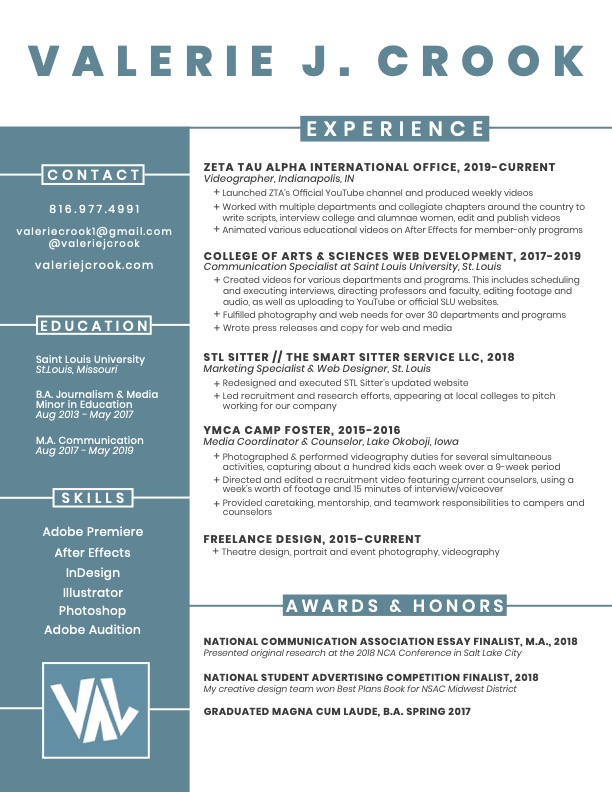 VALERIE J. CROOK
CONTACT
816.977.4991
valeriecrook1@gmail.com
@valeriejcrook
valeriejcrook.com
EDUCATION
Saint Louis University
St.Louis, Missouri
B.A. Journalism & Media
Minor in Education
Aug 2013 - May 2017
M.A. Communication
Aug 2017 - May 2019
SKILLS
Adobe Premiere
After Effects
InDesign
Illustrator
Photoshop
Adobe Audition
VAL
EXPERIENCE
ZETA TAU ALPHA INTERNATIONAL OFFICE, 2019-CURRENT
Videographer, Indianapolis, IN
+ Launched ZTA's Official YouTube channel and produced weekly videos
+ Worked with multiple departments and collegiate chapters around the country to
write scripts, interview college and alumnae women, edit and publish videos
+ Animated various educational videos on After Effects for member-only programs
COLLEGE OF ARTS & SCIENCES WEB DEVELOPMENT, 2017-2019
Communication Specialist at Saint Louis University, St. Louis
+ Created videos for various departments and programs. This includes scheduling
and executing interviews, directing professors and faculty, editing footage and
audio, as well as uploading to YouTube or official SLU websites.
+ Fulfilled photography and web needs for over 30 departments and programs
+ Wrote press releases and copy for web and media
STL SITTER // THE SMART SITTER SERVICE LLC, 2018
Marketing Specialist & Web Designer, St. Louis
+ Redesigned and executed STL Sitter's updated website
+ Led recruitment and research efforts, appearing at local colleges to pitch
working for our company
YMCA CAMP FOSTER, 2015-2016
Media Coordinator & Counselor, Lake Okoboji, Iowa
+ Photographed & performed videography duties for several simultaneous
activities, capturing about a hundred kids each week over a 9-week period
+ Directed and edited a recruitment video featuring current counselors, using a
week's worth of footage and 15 minutes of interview/voiceover
+ Provided caretaking, mentorship, and teamwork responsibilities to campers and
counselors
FREELANCE DESIGN, 2015-CURRENT
+ Theatre design, portrait and event photography, videography
AWARDS & HONORS
NATIONAL COMMUNICATION ASSOCIATION ESSAY FINALIST, M.A., 2018
Presented original research at the 2018 NCA Conference in Salt Lake City
NATIONAL STUDENT ADVERTISING COMPETITION FINALIST, 2018
My creative design team won Best Plans Book for NSAC Midwest District
GRADUATED MAGNA CUM LAUDE, B.A. SPRING 2017